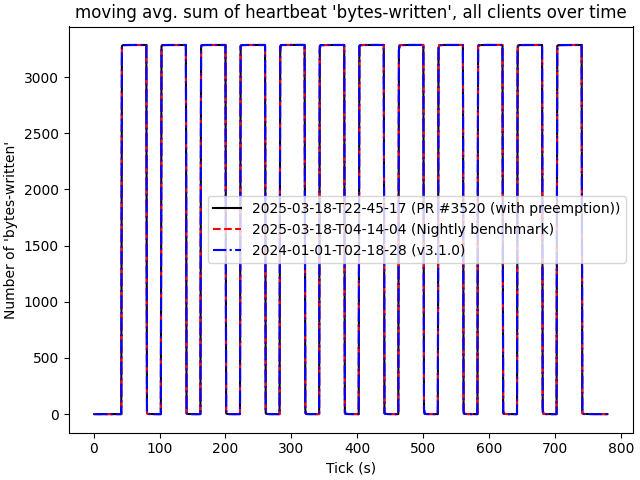 moving avg. sum of heartbeat 'bytes-written', all clients over time
Number of 'bytes-written'
3000
2500
2000
1500
1000
500
0
2025-03-18-T22-45-17 (PR #3520 (with preemption))
2025-03-18-T04-14-04 (Nightly benchmark)
2024-01-01-T02-18-28 (v3.1.0)
0 100 200 300 400 500 600 700 800
Tick (s)